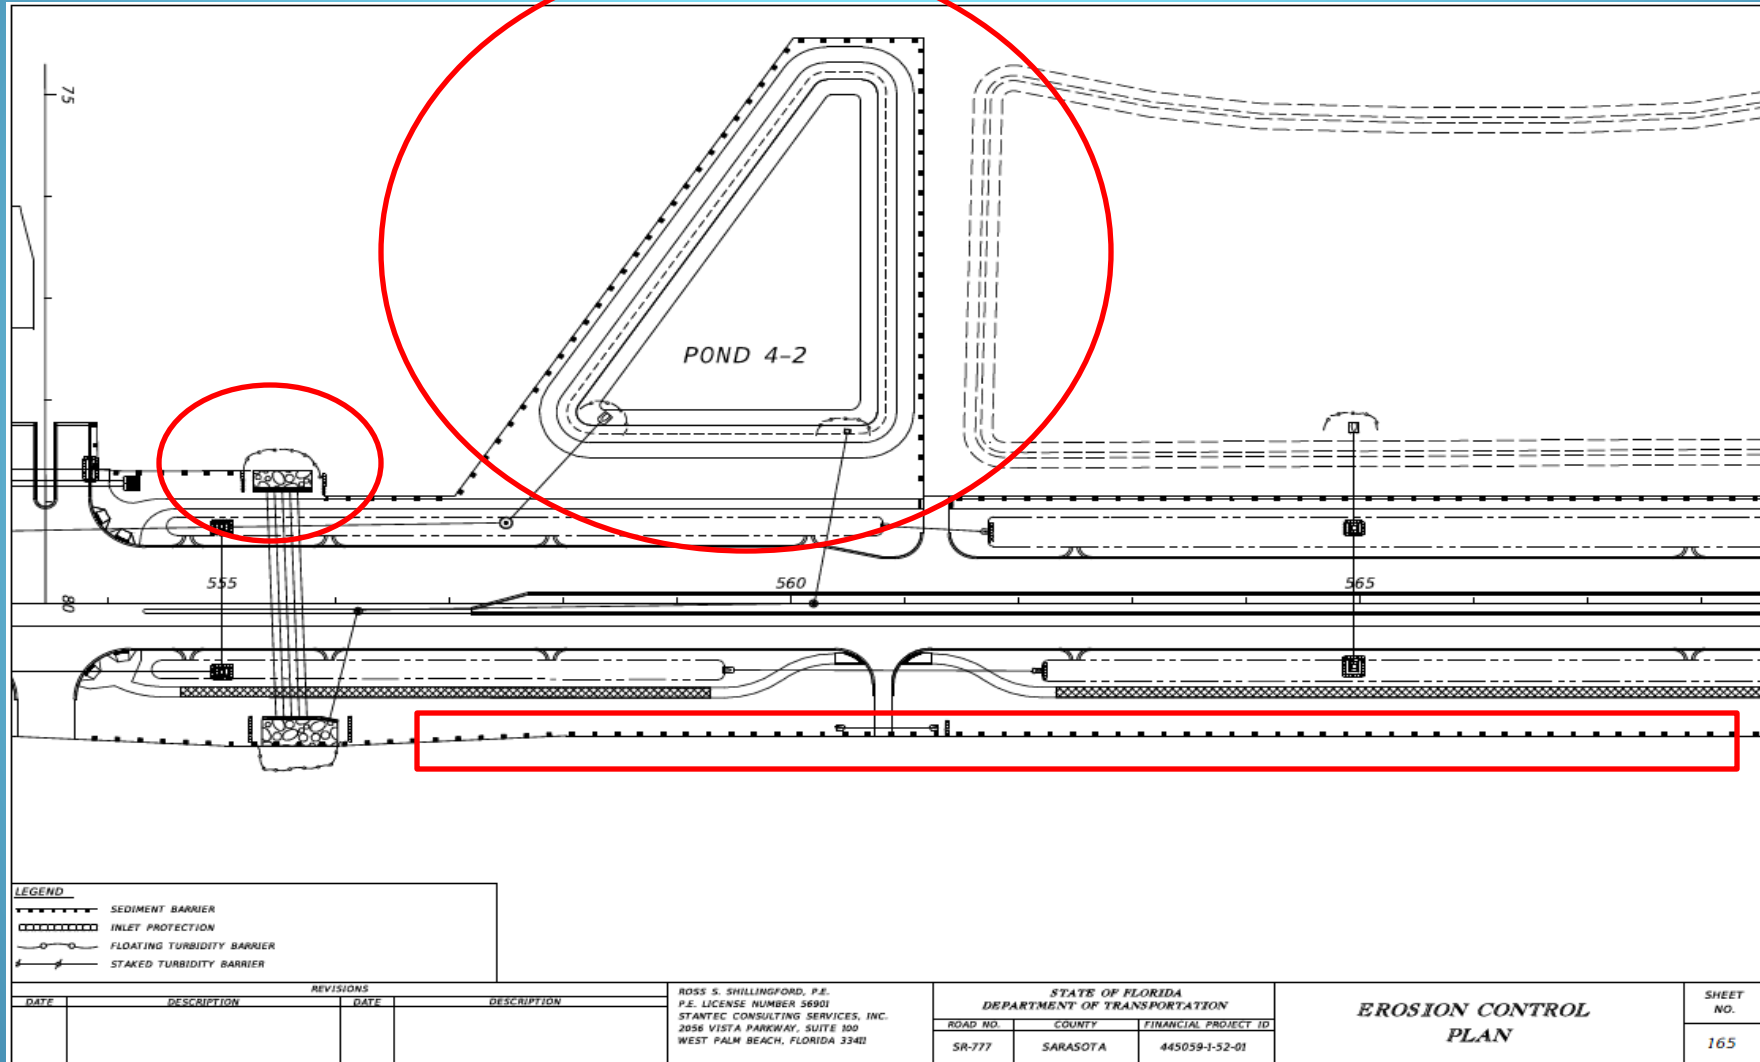 75
POND 4-2
555
560
565
80
LEGEND
SEDIMENT BARRIER
INLET PROTECTION
FLOATING TURBIDITY BARRIER
STAKED TURBIDITY BARRIER
REVISIONS
DATE DESCRIPTION DATE DESCRIPTION
ROSS S. SHILLINGFORD, P.E.
P.E. LICENSE NUMBER 56901
STANTEC CONSULTING SERVICES, INC.
2056 VISTA PARKWAY, SUITE 100
WEST PALM BEACH, FLORIDA 33411
STATE OF FLORIDA
DEPARTMENT OF TRANSPORTATION
ROAD NO. COUNTY FINANCIAL PROJECT ID
SR-777 SARASOTA 445059-1-52-01
EROSION CONTROL
PLAN
SHEET
NO.
165